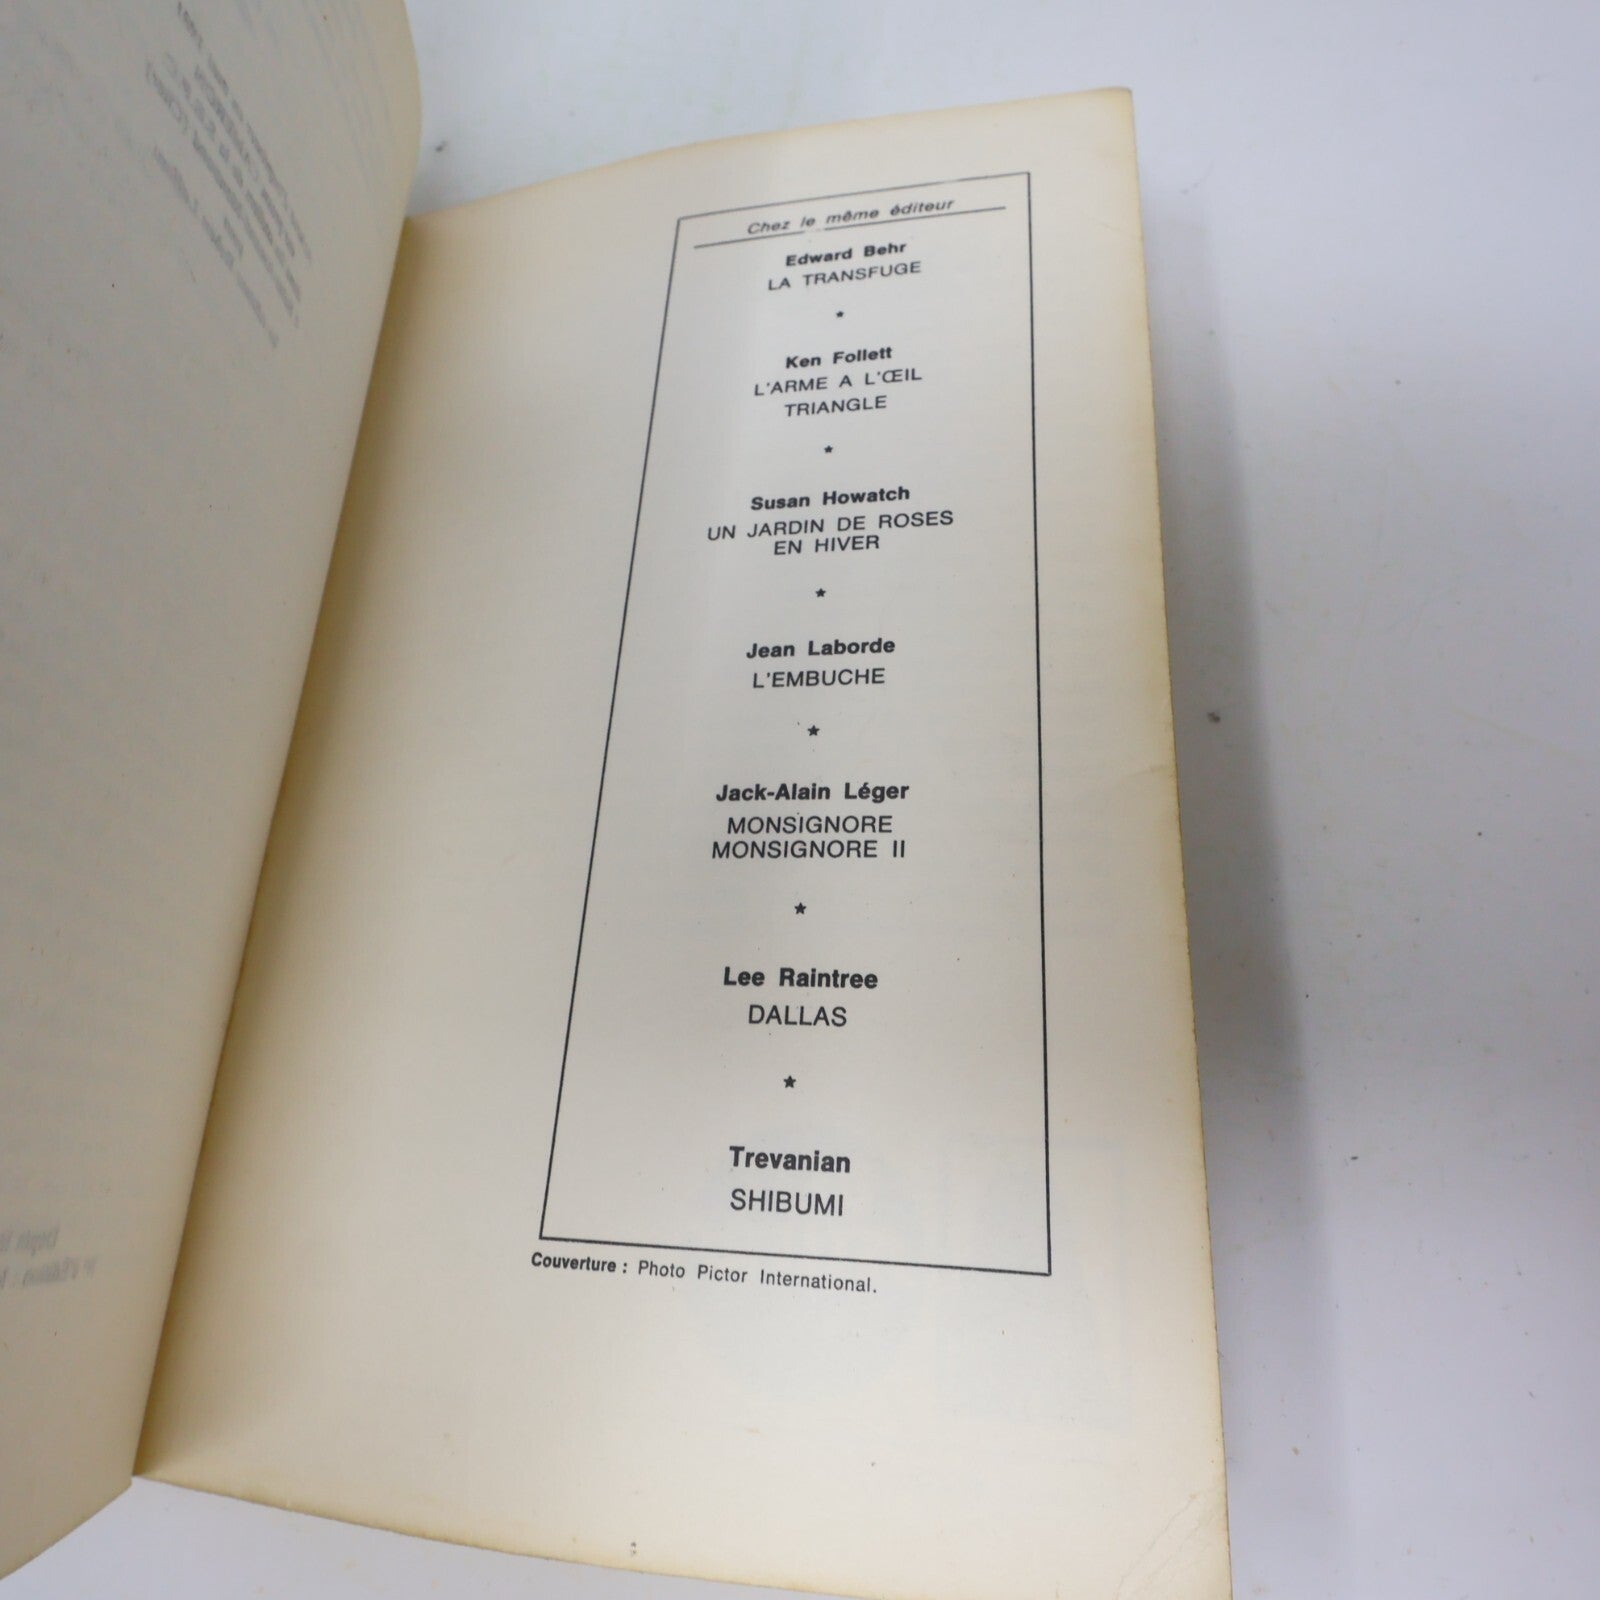 Chez le même éditeur
Edward Behr
LA TRANSFUGE
★
Ken Follett
L'ARME A L'ŒIL
TRIANGLE
★
Susan Howatch
UN JARDIN DE ROSES
EN HIVER
★
Jean Laborde
L'EMBUCHE
★
Jack-Alain Léger
MONSIGNORE
MONSIGNORE II
★
Lee Raintree
DALLAS
★
Trevanian
SHIBUMI
Couverture : Photo Pictor International.